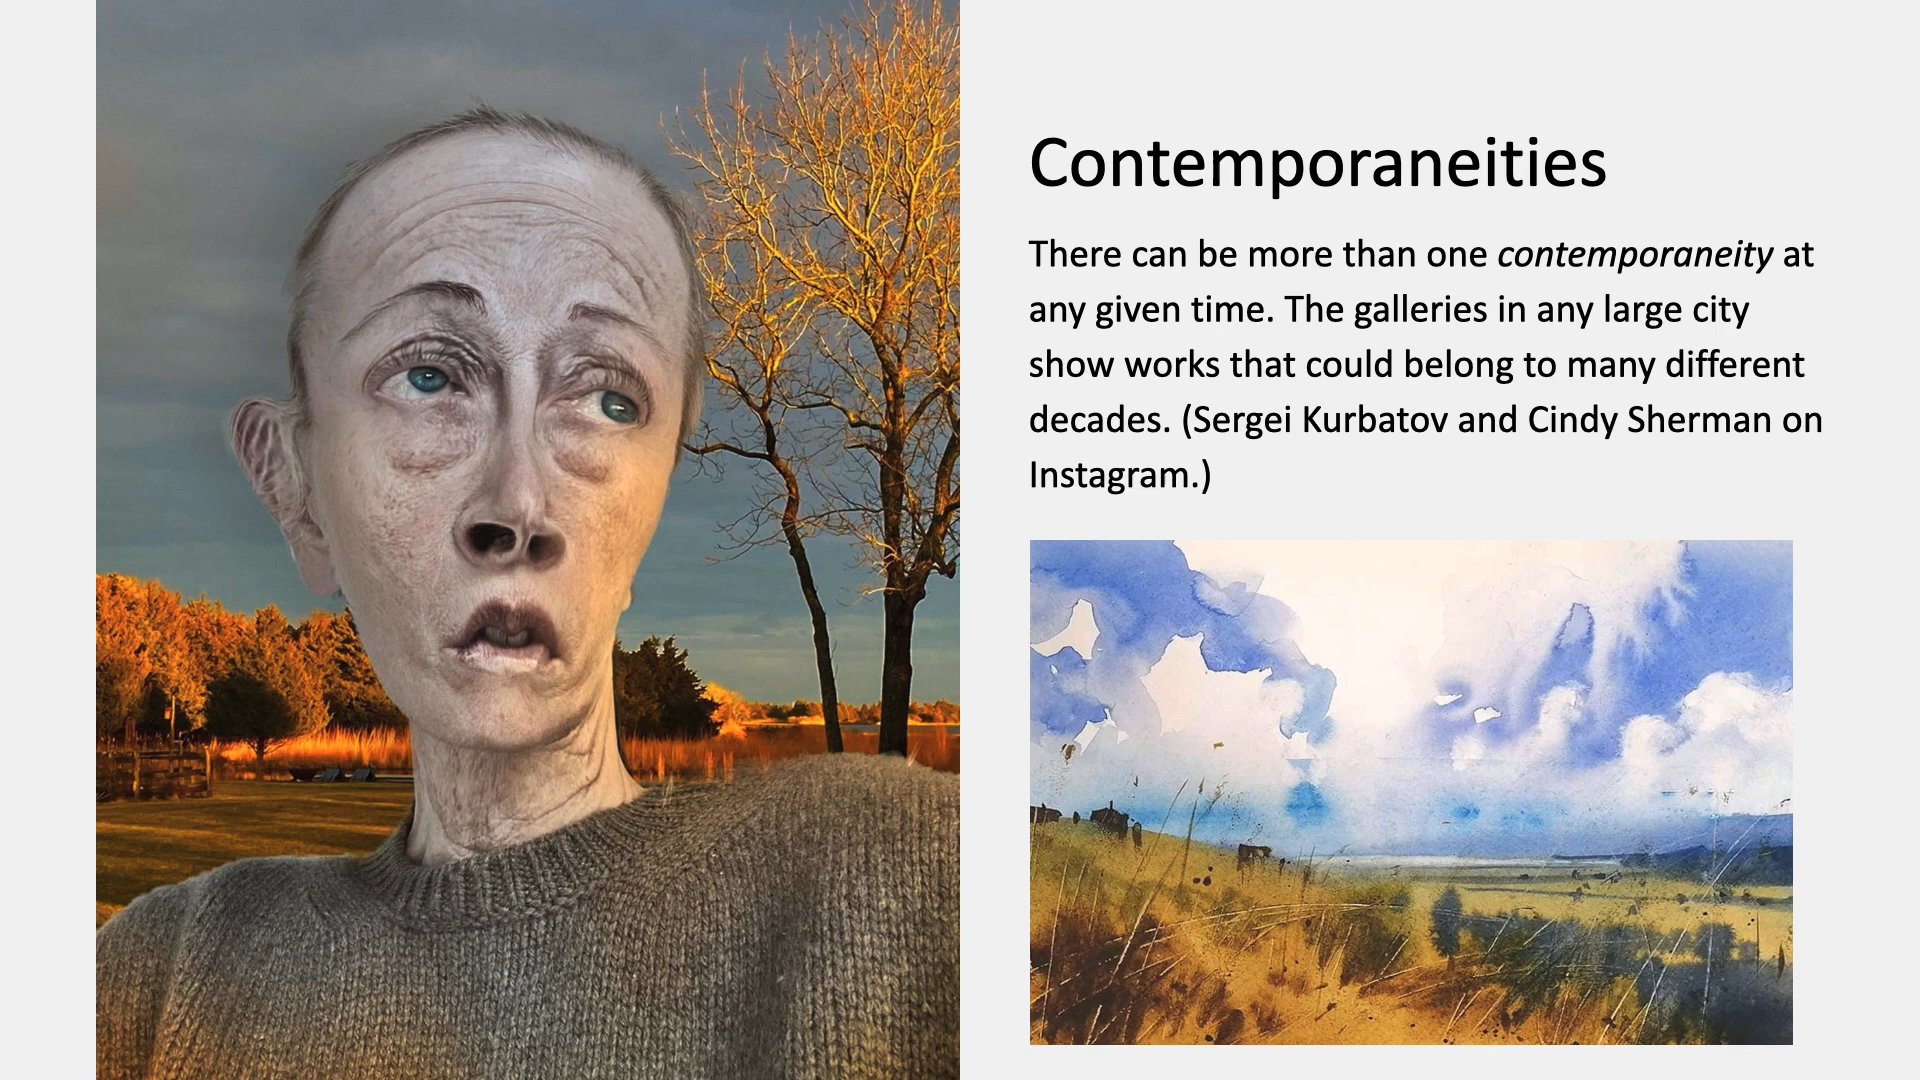 Contemporaneities
There can be more than one contemporaneity at
any given time. The galleries in any large city
show works that could belong to many different
decades. (Sergei Kurbatov and Cindy Sherman on
Instagram.)